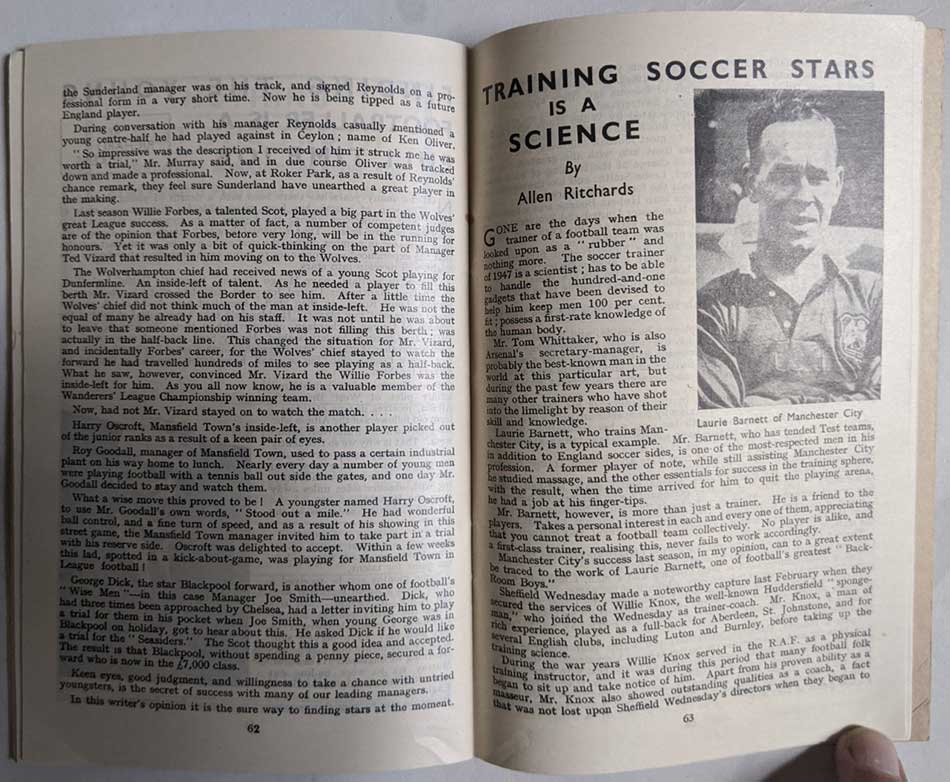 the Sunderland manager was on his track, and signed Reynolds on a pro-
fessional form in a very short time. Now he is being tipped as a future
England player.
During conversation with his manager Reynolds casually mentioned a
young centre-half he had played against in Ceylon; name of Ken Oliver.
"So impressive was the description I received of him it struck me he was
worth a trial," Mr. Murray said, and in due course Oliver was tracked
down and made a professional. Now, at Roker Park, as a result of Reynolds'
chance remark, they feel sure Sunderland have unearthed a great player in
the making.
Last season Willie Forbes, a talented Scot, played a big part in the Wolves'
great League success. As a matter of fact, a number of competent judges
are of the opinion that Forbes, before very long, will be in the running for
honours. Yet it was only a bit of quick-thinking on the part of Manager
Ted Vizard that resulted in him moving on to the Wolves.
The Wolverhampton chief had received news of a young Scot playing for
Dunfermline. An inside-left of talent. As he needed a player to fill this
berth Mr. Vizard crossed the Border to see him. After a little time the
Wolves' chief did not think much of the man at inside-left. He was not the
equal of many he already had on his staff. It was not until he was about
to leave that someone mentioned Forbes was not filling this berth; was
actually in the half-back line. This changed the situation for Mr. Vizard,
and incidentally Forbes' career, for the Wolves' chief stayed to watch the
forward he had travelled hundreds of miles to see playing as a half-back.
What he saw, however, convinced Mr. Vizard the Willie Forbes was the
inside-left for him. As you all now know, he is a valuable member of the
Wanderers' League Championship winning team.
Now, had not Mr. Vizard stayed on to watch the match. . . . .
Harry Oscroft, Mansfield Town's inside-left, is another player picked out
of the junior ranks as a result of a keen pair of eyes.
Roy Goodall, manager of Mansfield Town, used to pass a certain industrial
plant on his way home to lunch. Nearly every day a number of young men
were playing football with a tennis ball out side the gates, and one day Mr.
Goodall decided to stay and watch them.
What a wise move this proved to be! A youngster named Harry Oscroft,
to use Mr. Goodall's own words, "Stood out a mile." He had wonderful
ball control, and a fine turn of speed, and as a result of his showing in this
street game, the Mansfield Town manager invited him to take part in a trial
with his reserve side. Oscroft was delighted to accept. Within a few weeks
this lad, spotted in a kick-about-game, was playing for Mansfield Town in
League football!
George Dick, the star Blackpool forward, is another whom one of football's
"Wise Men"—in this case Manager Joe Smith—unearthed. Dick, who
had three times been approached by Chelsea, had a letter inviting him to play
a trial for them in his pocket when Joe Smith, when young George was in
Blackpool on holiday, got to hear about this. He asked Dick if he would like
a trial for the "Seasiders." The Scot thought this a good idea and accepted.
The result is that Blackpool, without spending a penny piece, secured a for-
ward who is now in the £7,000 class.
Keen eyes, good judgment, and willingness to take a chance with untried
youngsters, is the secret of success with many of our leading managers.
In this writer's opinion it is the sure way to finding stars at the moment.
62
TRAINING SOCCER STARS
IS A
SCIENCE
By
Allen Ritchards
GONE are the days when the
trainer of a football team was
looked upon as a "rubber" and
nothing more. The soccer trainer
of 1947 is a scientist; has to be able
to handle the hundred-and-one
gadgets that have been devised to
help him keep men 100 per cent.
fit; possess a first-rate knowledge of
the human body.
Mr. Tom Whittaker, who is also
Arsenal's secretary-manager, is
probably the best-known man in the
world at this particular art, but
during the past few years there are
many other trainers who have shot
into the limelight by reason of their
skill and knowledge.
Laurie Barnett of Manchester City
Laurie Barnett, who trains Man-
chester City, is a typical example. Mr. Barnett, who has tended Test teams,
in addition to England soccer sides, is one of the most-respected men in his
profession. A former player of note, while still assisting Manchester City
he studied massage, and the other essentials for success in the training sphere,
with the result, when the time arrived for him to quit the playing arena,
he had a job at his finger-tips.
Mr. Barnett, however, is more than just a trainer. He is a friend to the
players. Takes a personal interest in each and every one of them, appreciating
that you cannot treat a football team collectively. No player is alike, and
a first-class trainer, realising this, never fails to work accordingly.
Manchester City's success last season, in my opinion, can to a great extent
be traced to the work of Laurie Barnett, one of football's greatest "Back-
Room Boys."
Sheffield Wednesday made a noteworthy capture last February when they
secured the services of Willie Knox, the well-known Huddersfield "sponge-
man," who joined the Wednesday as trainer-coach. Mr. Knox, a man of
rich experience, played as a full-back for Aberdeen, St. Johnstone, and for
several English clubs, including Luton and Burnley, before taking up the
training science.
During the war years Willie Knox served in the R.A.F. as a physical
training instructor, and it was during this period that many football folk
began to sit up and take notice of him. Apart from his proven ability as a
masseur, Mr. Knox also showed outstanding qualities as a coach, a fact
that was not lost upon Sheffield Wednesday's directors when they began to
63